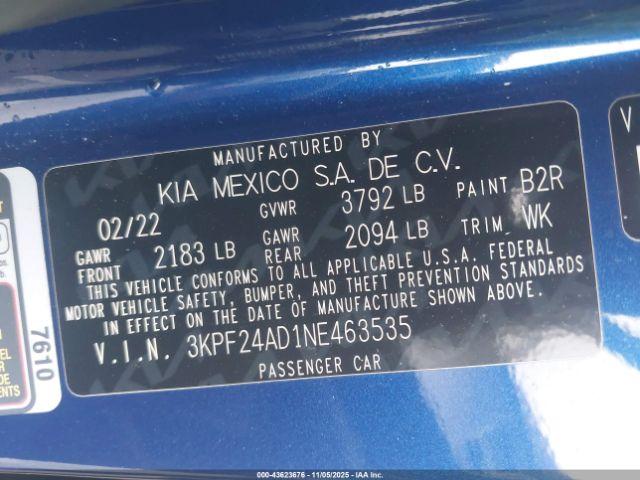 MANUFACTURED BY
KIA MEXICO S.A. DE C.V.
02/22 GVWR 3792 LB PAINT B2R
GAWR FRONT 2183 LB GAWR REAR 2094 LB TRIM WK
THIS VEHICLE CONFORMS TO ALL APPLICABLE U.S.A. FEDERAL
MOTOR VEHICLE SAFETY, BUMPER, AND THEFT PREVENTION STANDARDS
IN EFFECT ON THE DATE OF MANUFACTURE SHOWN ABOVE.
V.I.N. 3KPF24AD1NE463535
PASSENGER CAR
7610
V
00-43623676 - 11/05/2025 - IAA Inc.